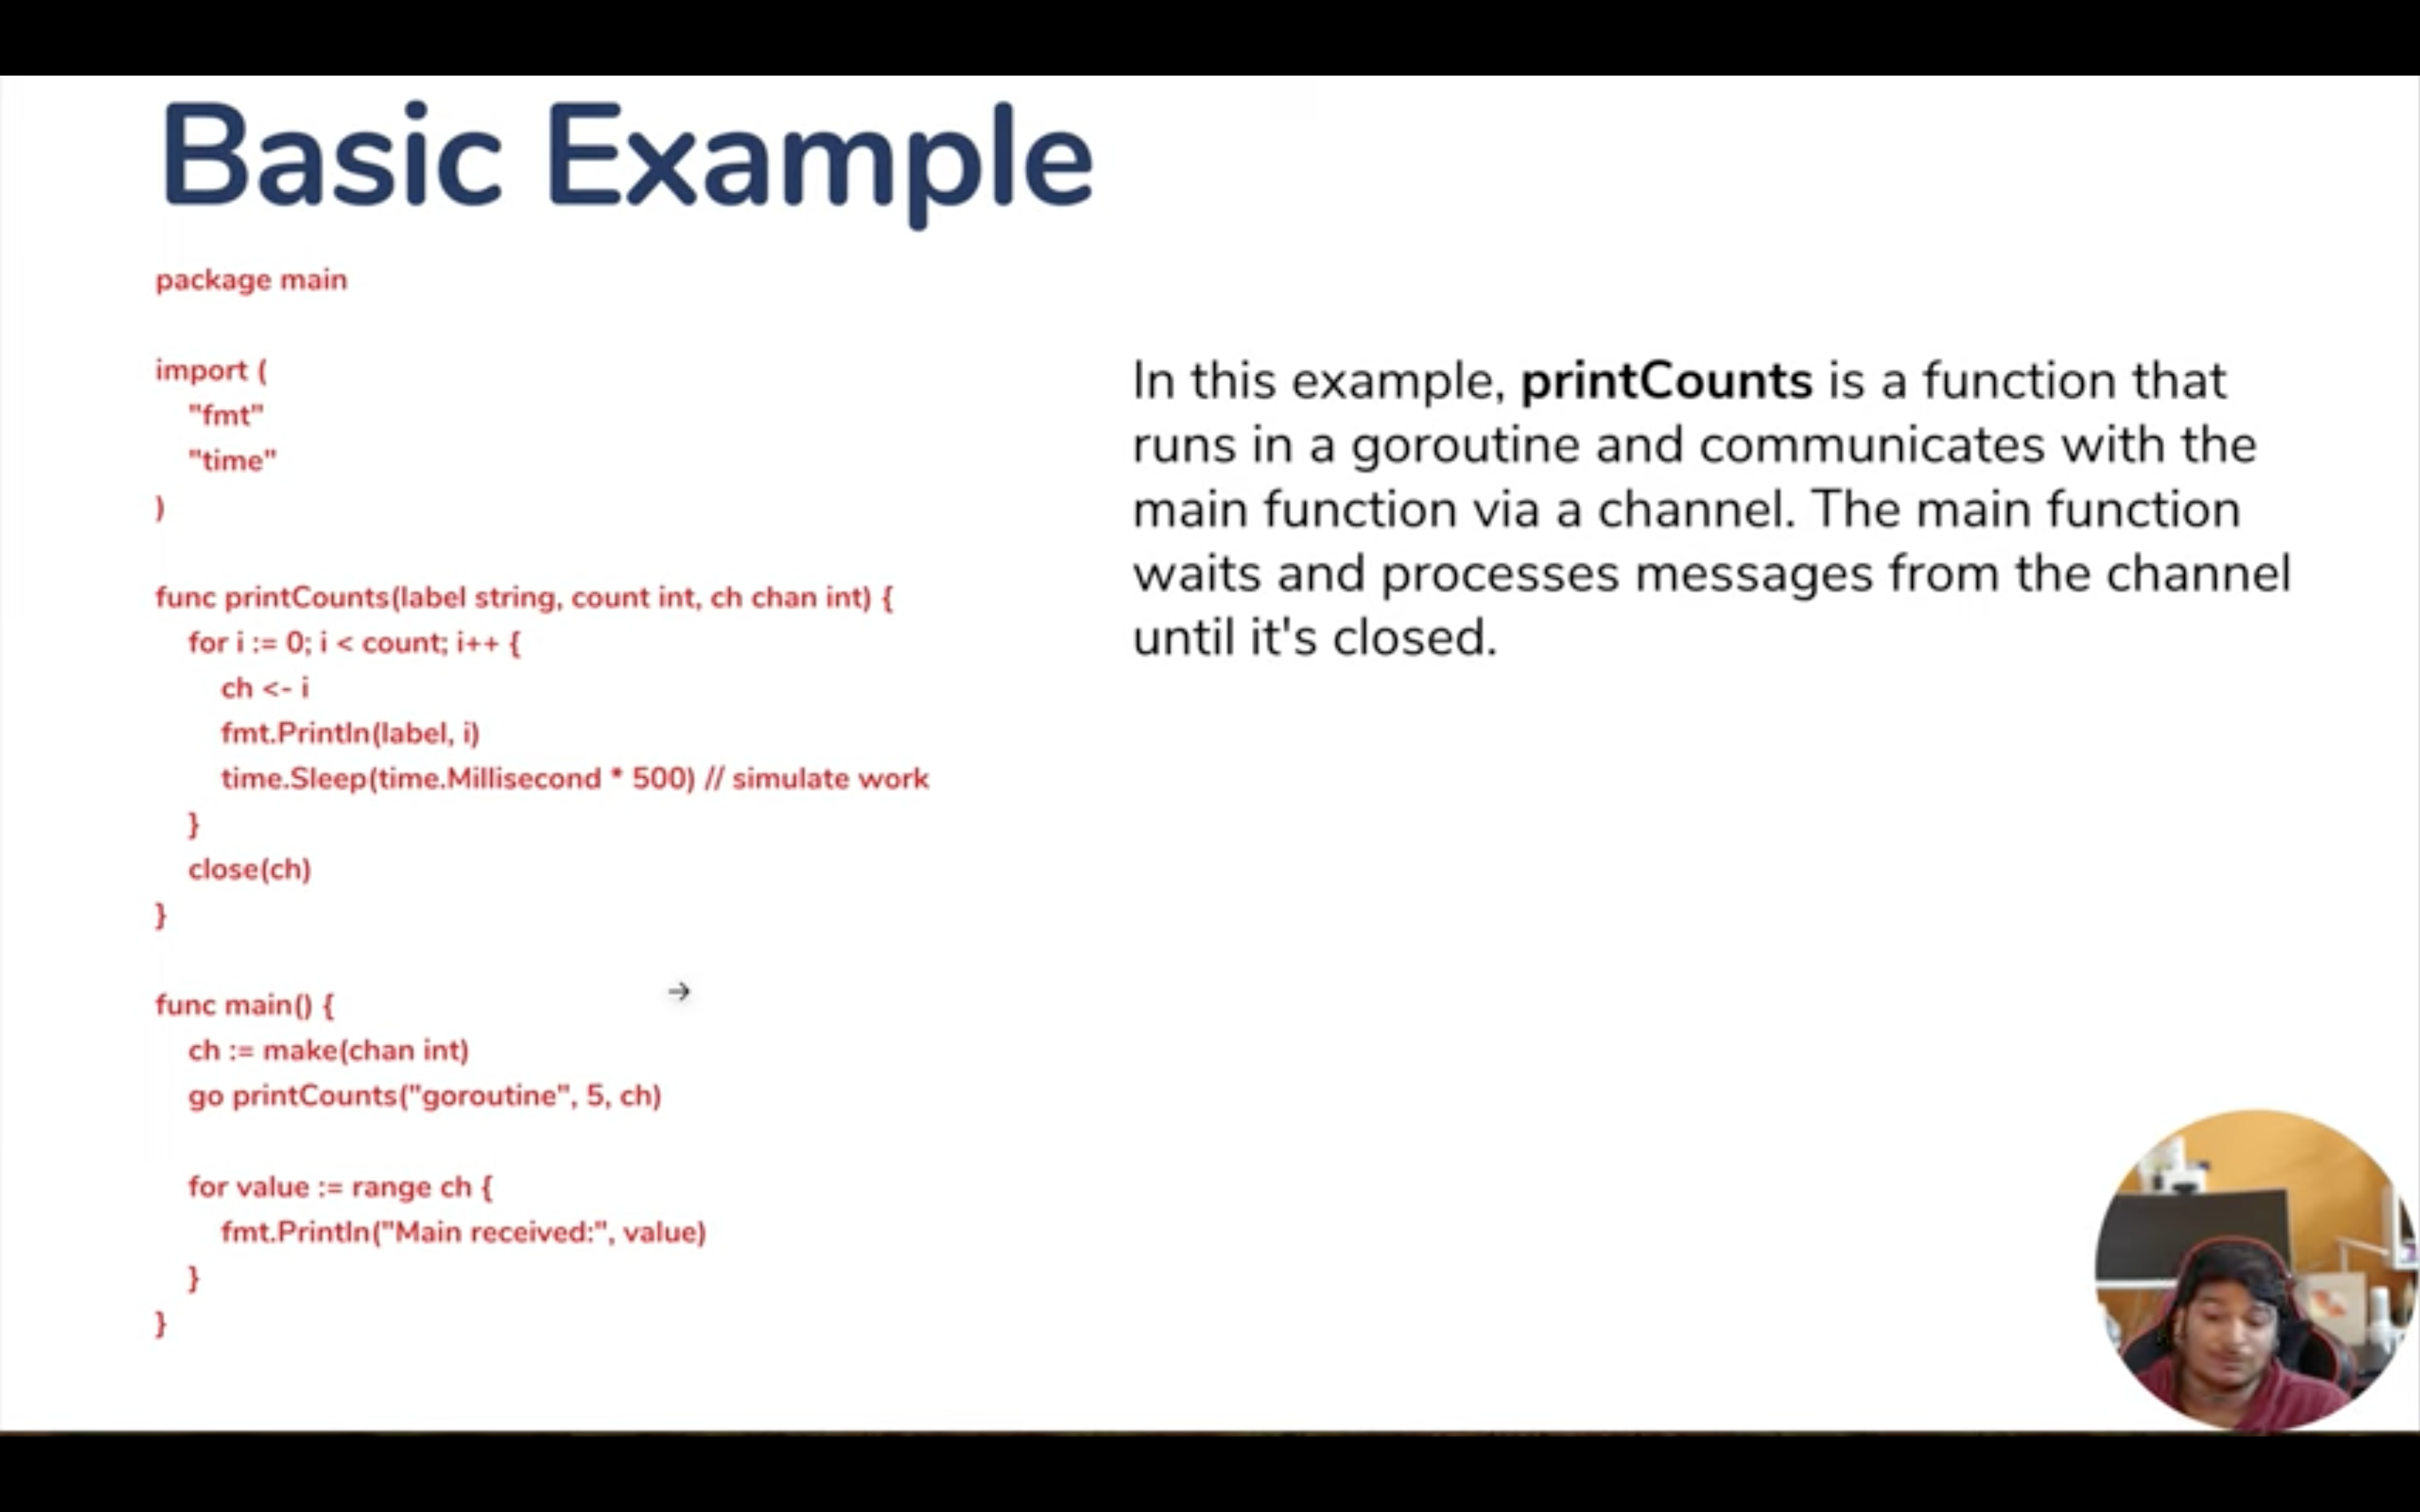 Basic Example
package main
import (
"fmt"
"time"
)
func printCounts(label string, count int, ch chan int) {
for i := 0; i < count; i++ {
ch <- i
fmt.Println(label, i)
time.Sleep(time.Millisecond * 500) // simulate work
}
close(ch)
}
func main() {
ch := make(chan int)
go printCounts("goroutine", 5, ch)
for value := range ch {
fmt.Println("Main received:", value)
}
}
In this example, printCounts is a function that
runs in a goroutine and communicates with the
main function via a channel. The main function
waits and processes messages from the channel
until it's closed.